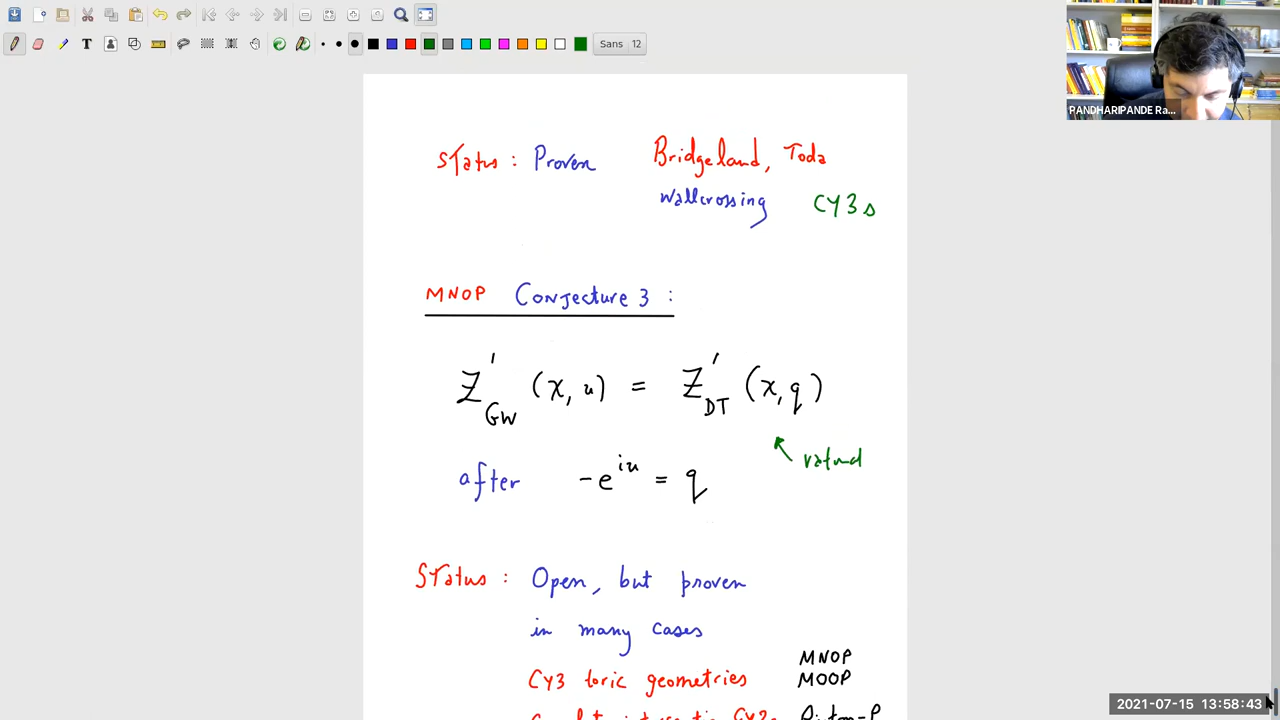 Sans 12
PANDHARIPANDE Ra...
Status: Proven Bridgeland, Toda
wallcrossing CY3s
MNOP Conjecture 3:
Z'_{GW} (X, u) = Z'_{DT} (X, q)
after -e^{iu} = q
Status: Open, but proven
in many cases
CY3 toric geometries MNOP
MOOP
2021-07-15 13:58:43